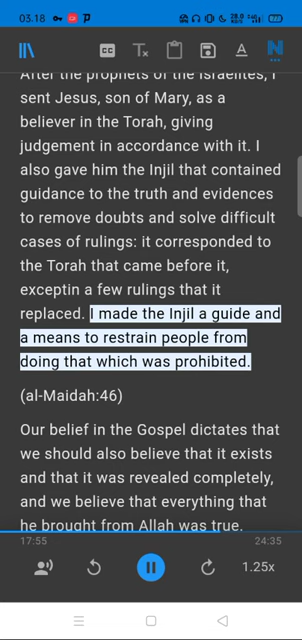 03.18
28.0
KB/S
CC
After the prophets of the Israelites, I
sent Jesus, son of Mary, as a
believer in the Torah, giving
judgement in accordance with it. I
also gave him the Injil that contained
guidance to the truth and evidences
to remove doubts and solve difficult
cases of rulings: it corresponded to
the Torah that came before it,
exceptin a few rulings that it
replaced. I made the Injil a guide and
a means to restrain people from
doing that which was prohibited.
(al-Maidah:46)
Our belief in the Gospel dictates that
we should also believe that it exists
and that it was revealed completely,
and we believe that everything that
he brought from Allah was true.
17:55
24:35
1.25x